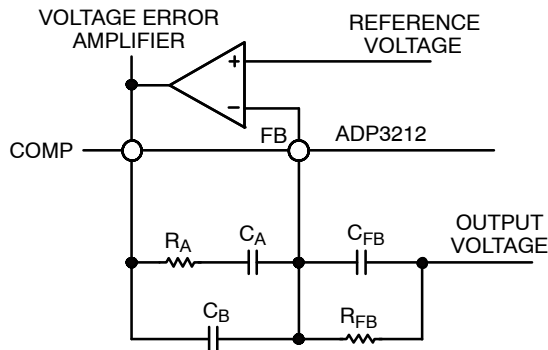 VOLTAGE ERROR
AMPLIFIER
REFERENCE
VOLTAGE
+
−
COMP
FB
ADP3212
RA
CA
CFB
OUTPUT
VOLTAGE
CB
RFB